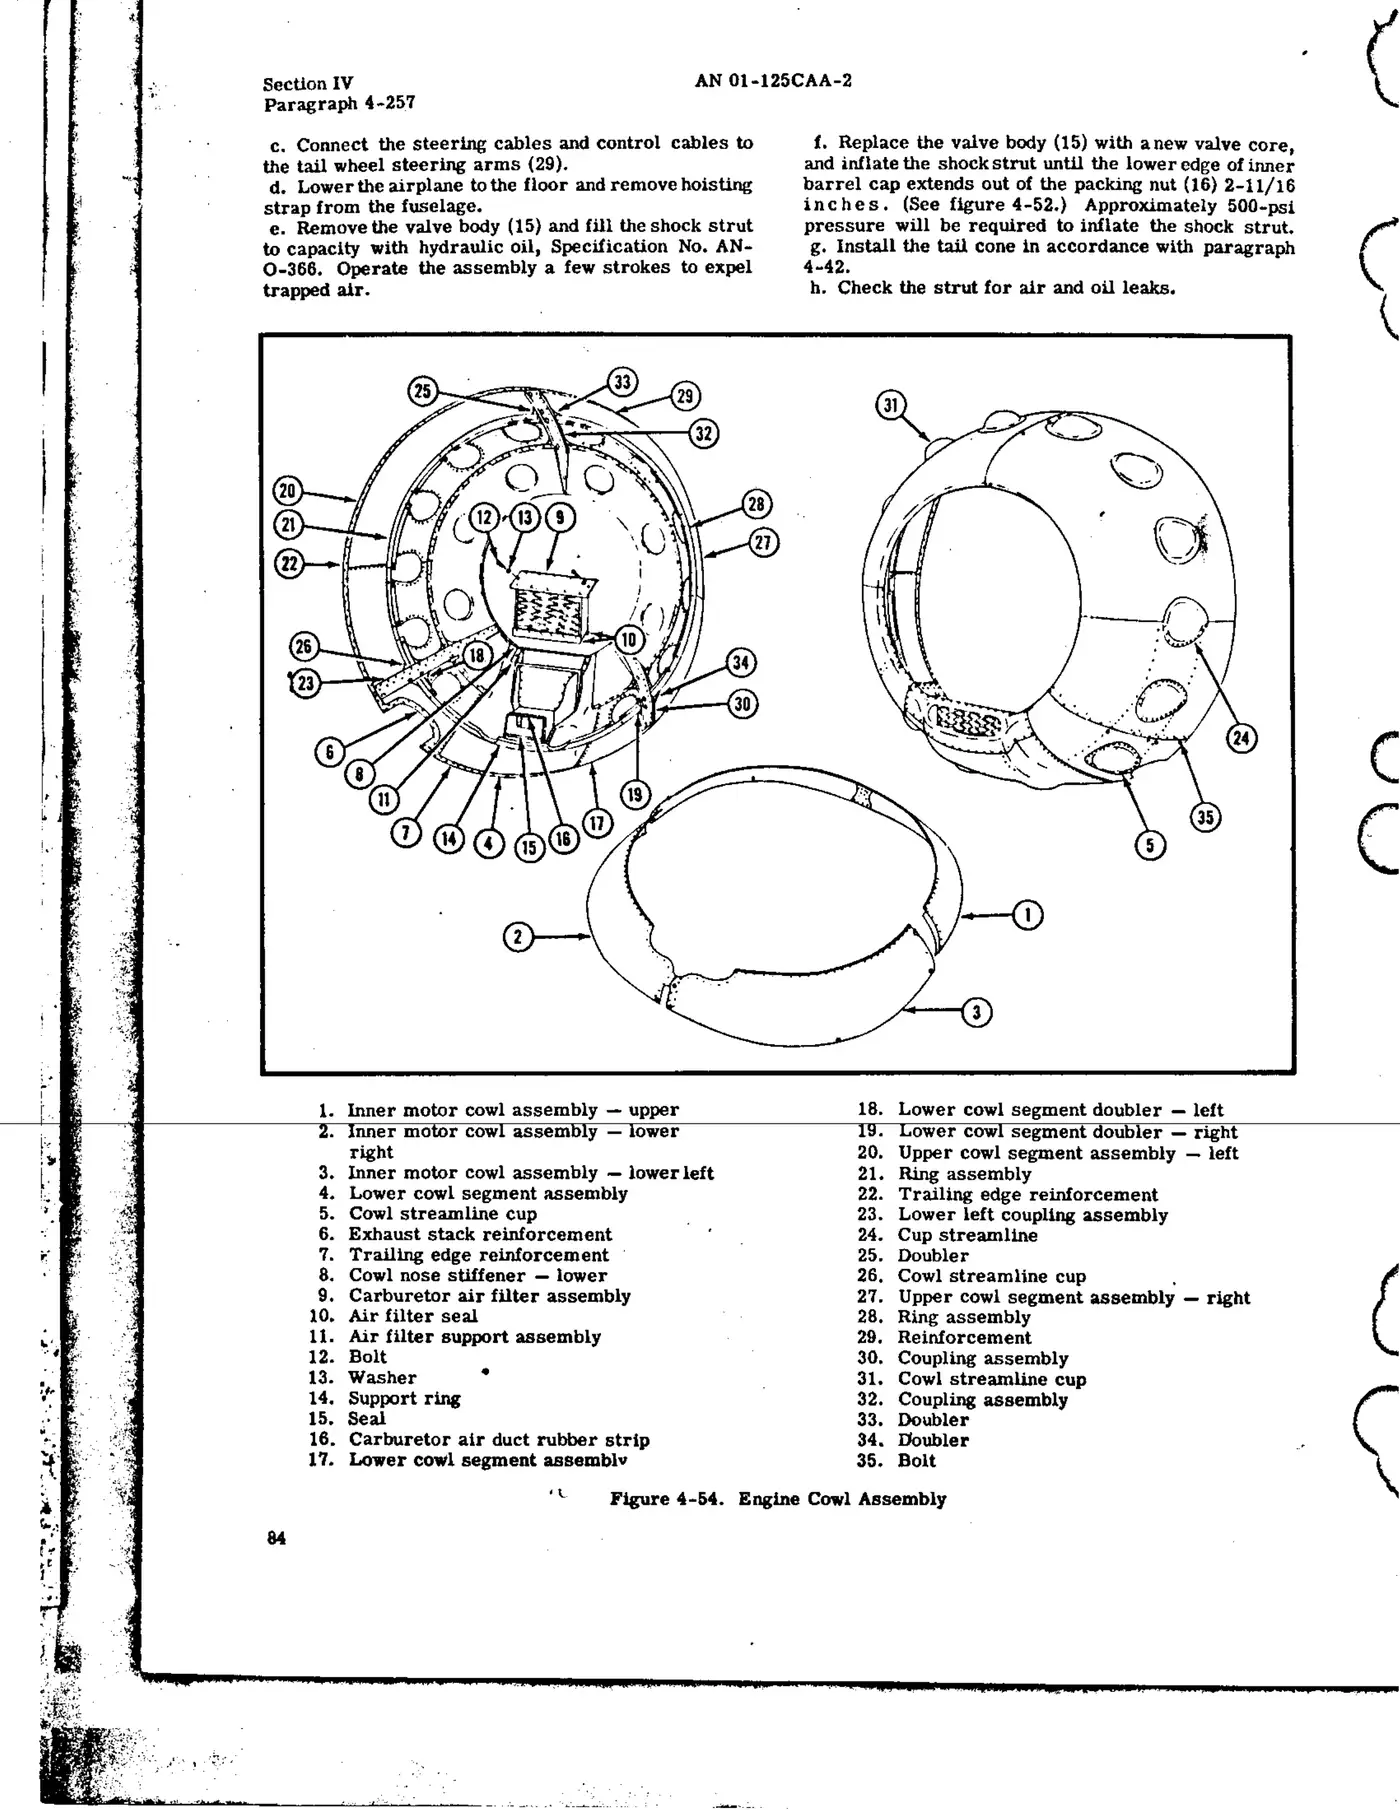 Section IV
Paragraph 4-257
AN 01-125CAA-2
c. Connect the steering cables and control cables to
the tail wheel steering arms (29).
d. Lower the airplane to the floor and remove hoisting
strap from the fuselage.
e. Remove the valve body (15) and fill the shock strut
to capacity with hydraulic oil, Specification No. AN-
O-366. Operate the assembly a few strokes to expel
trapped air.
f. Replace the valve body (15) with a new valve core,
and inflate the shock strut until the lower edge of inner
barrel cap extends out of the packing nut (16) 2-11/16
inches. (See figure 4-52.) Approximately 500-psi
pressure will be required to inflate the shock strut.
g. Install the tail cone in accordance with paragraph
4-42.
h. Check the strut for air and oil leaks.
25
33
29
32
31
20
21
22
12
13
9
28
27
26
23
18
10
34
30
6
8
11
7
14
4
15
16
17
19
24
35
5
2
1
3
1. Inner motor cowl assembly — upper
2. Inner motor cowl assembly — lower
right
3. Inner motor cowl assembly — lower left
4. Lower cowl segment assembly
5. Cowl streamline cup
6. Exhaust stack reinforcement
7. Trailing edge reinforcement
8. Cowl nose stiffener — lower
9. Carburetor air filter assembly
10. Air filter seal
11. Air filter support assembly
12. Bolt
13. Washer
14. Support ring
15. Seal
16. Carburetor air duct rubber strip
17. Lower cowl segment assembly
18. Lower cowl segment doubler — left
19. Lower cowl segment doubler — right
20. Upper cowl segment assembly — left
21. Ring assembly
22. Trailing edge reinforcement
23. Lower left coupling assembly
24. Cup streamline
25. Doubler
26. Cowl streamline cup
27. Upper cowl segment assembly — right
28. Ring assembly
29. Reinforcement
30. Coupling assembly
31. Cowl streamline cup
32. Coupling assembly
33. Doubler
34. Doubler
35. Bolt
Figure 4-54. Engine Cowl Assembly
84